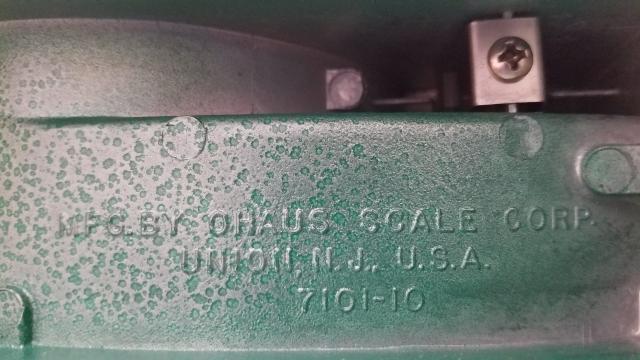 MFG.BY OHAUS SCALE CORP.
UNION, N.J., U.S.A.
7101-10